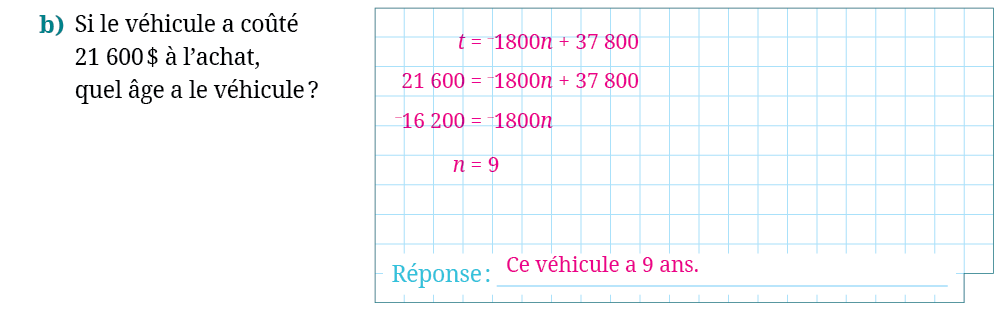 b) Si le véhicule a coûté
21 600 $ à l’achat,
quel âge a le véhicule ?
t = ⁻1800n + 37 800
21 600 = ⁻1800n + 37 800
⁻16 200 = ⁻1800n
n = 9
Réponse : Ce véhicule a 9 ans.